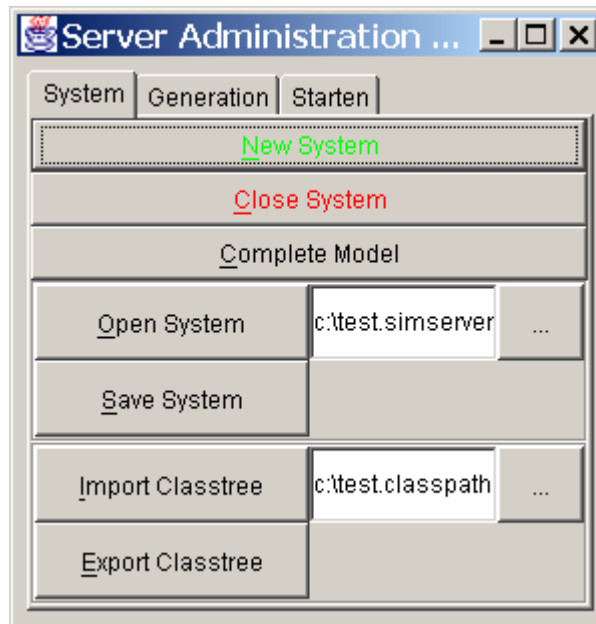 Server Administration ...
System Generation Starten
New System
Close System
Complete Model
Open System c:\test.simserver ...
Save System
Import Classtree c:\test.classpath ...
Export Classtree